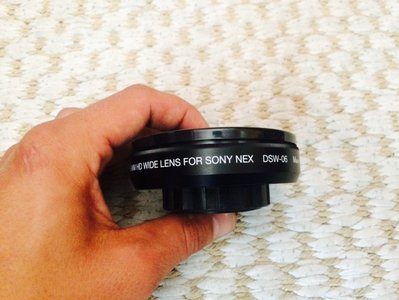 HD WIDE LENS FOR SONY NEX DSW-06